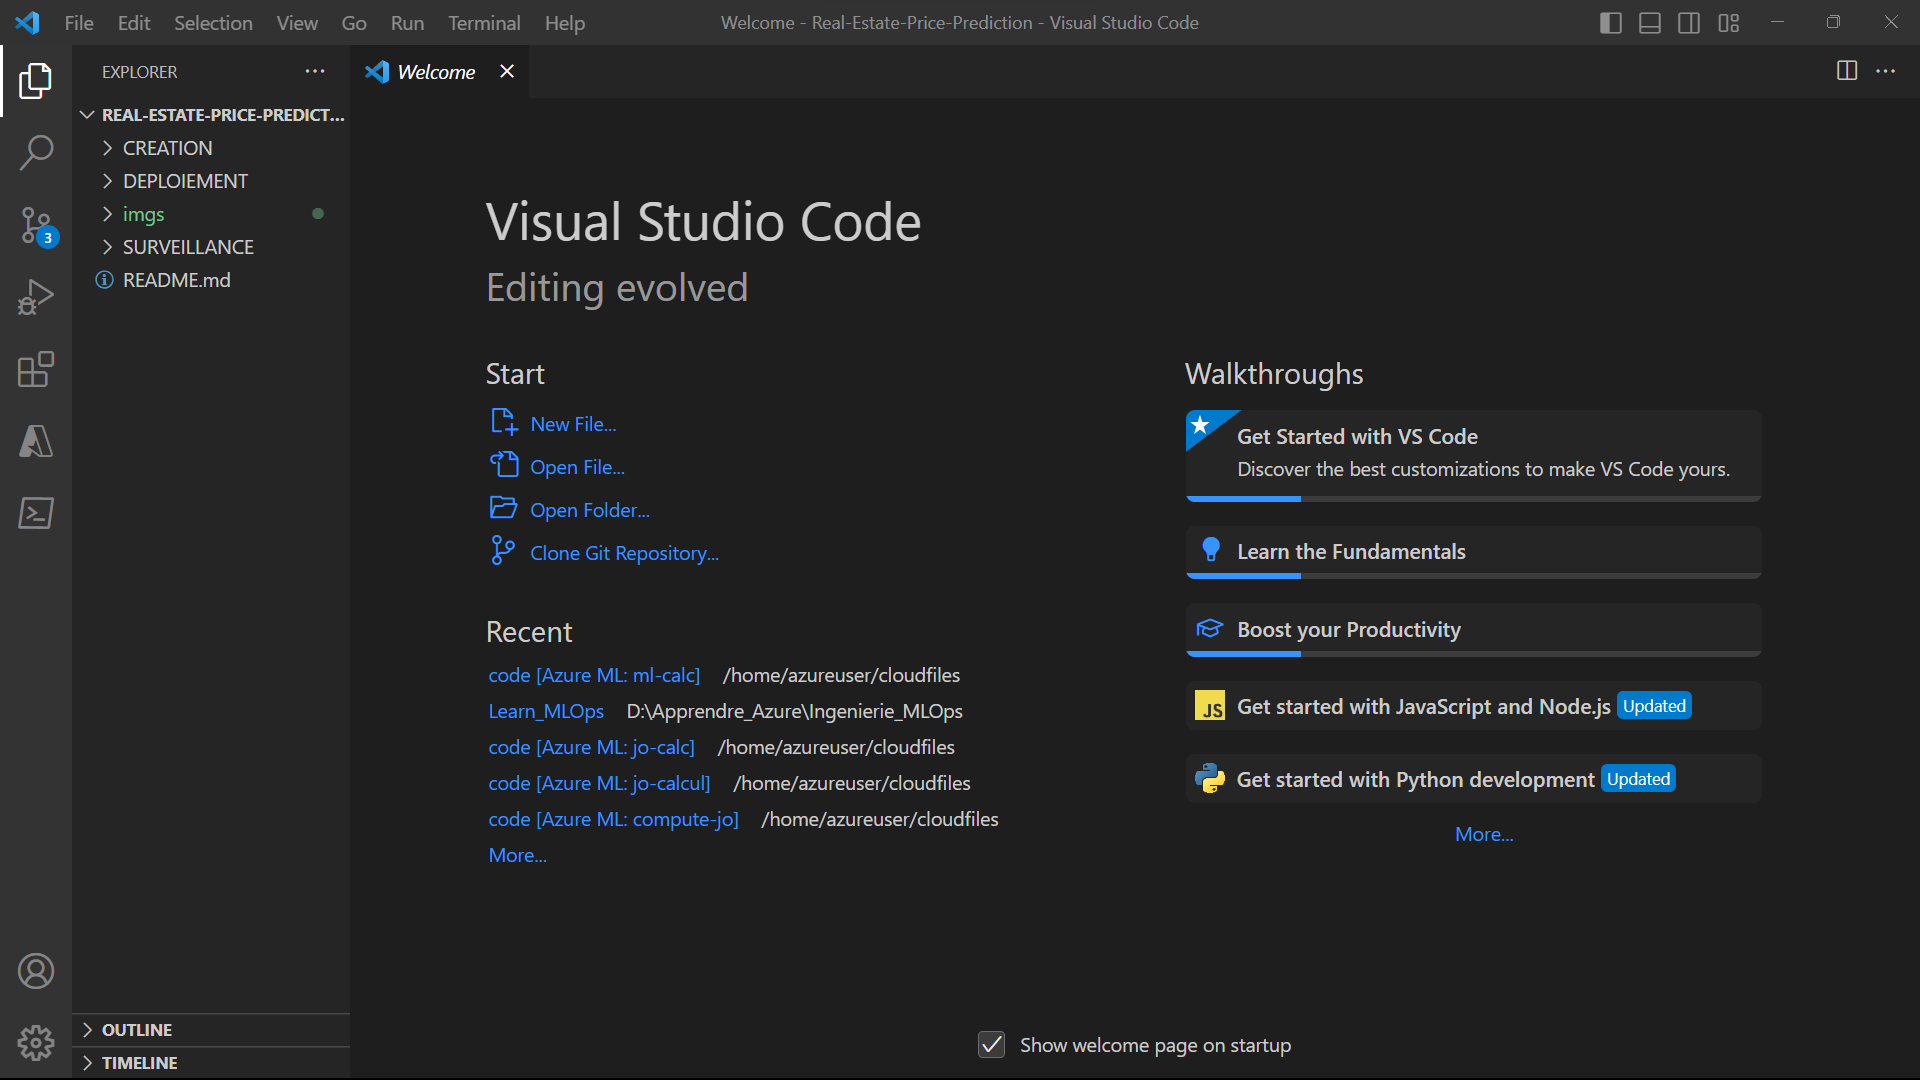 File Edit Selection View Go Run Terminal Help
Welcome - Real-Estate-Price-Prediction - Visual Studio Code
EXPLORER
Welcome
REAL-ESTATE-PRICE-PREDICT...
CREATION
DEPLOIEMENT
imgs
SURVEILLANCE
README.md
3
OUTLINE
TIMELINE
Visual Studio Code
Editing evolved
Start
New File...
Open File...
Open Folder...
Clone Git Repository...
Recent
code [Azure ML: ml-calc] /home/azureuser/cloudfiles
Learn_MLOps D:\Apprendre_Azure\Ingenierie_MLOps
code [Azure ML: jo-calc] /home/azureuser/cloudfiles
code [Azure ML: jo-calcul] /home/azureuser/cloudfiles
code [Azure ML: compute-jo] /home/azureuser/cloudfiles
More...
Walkthroughs
Get Started with VS Code
Discover the best customizations to make VS Code yours.
Learn the Fundamentals
Boost your Productivity
JS Get started with JavaScript and Node.js Updated
Get started with Python development Updated
More...
Show welcome page on startup